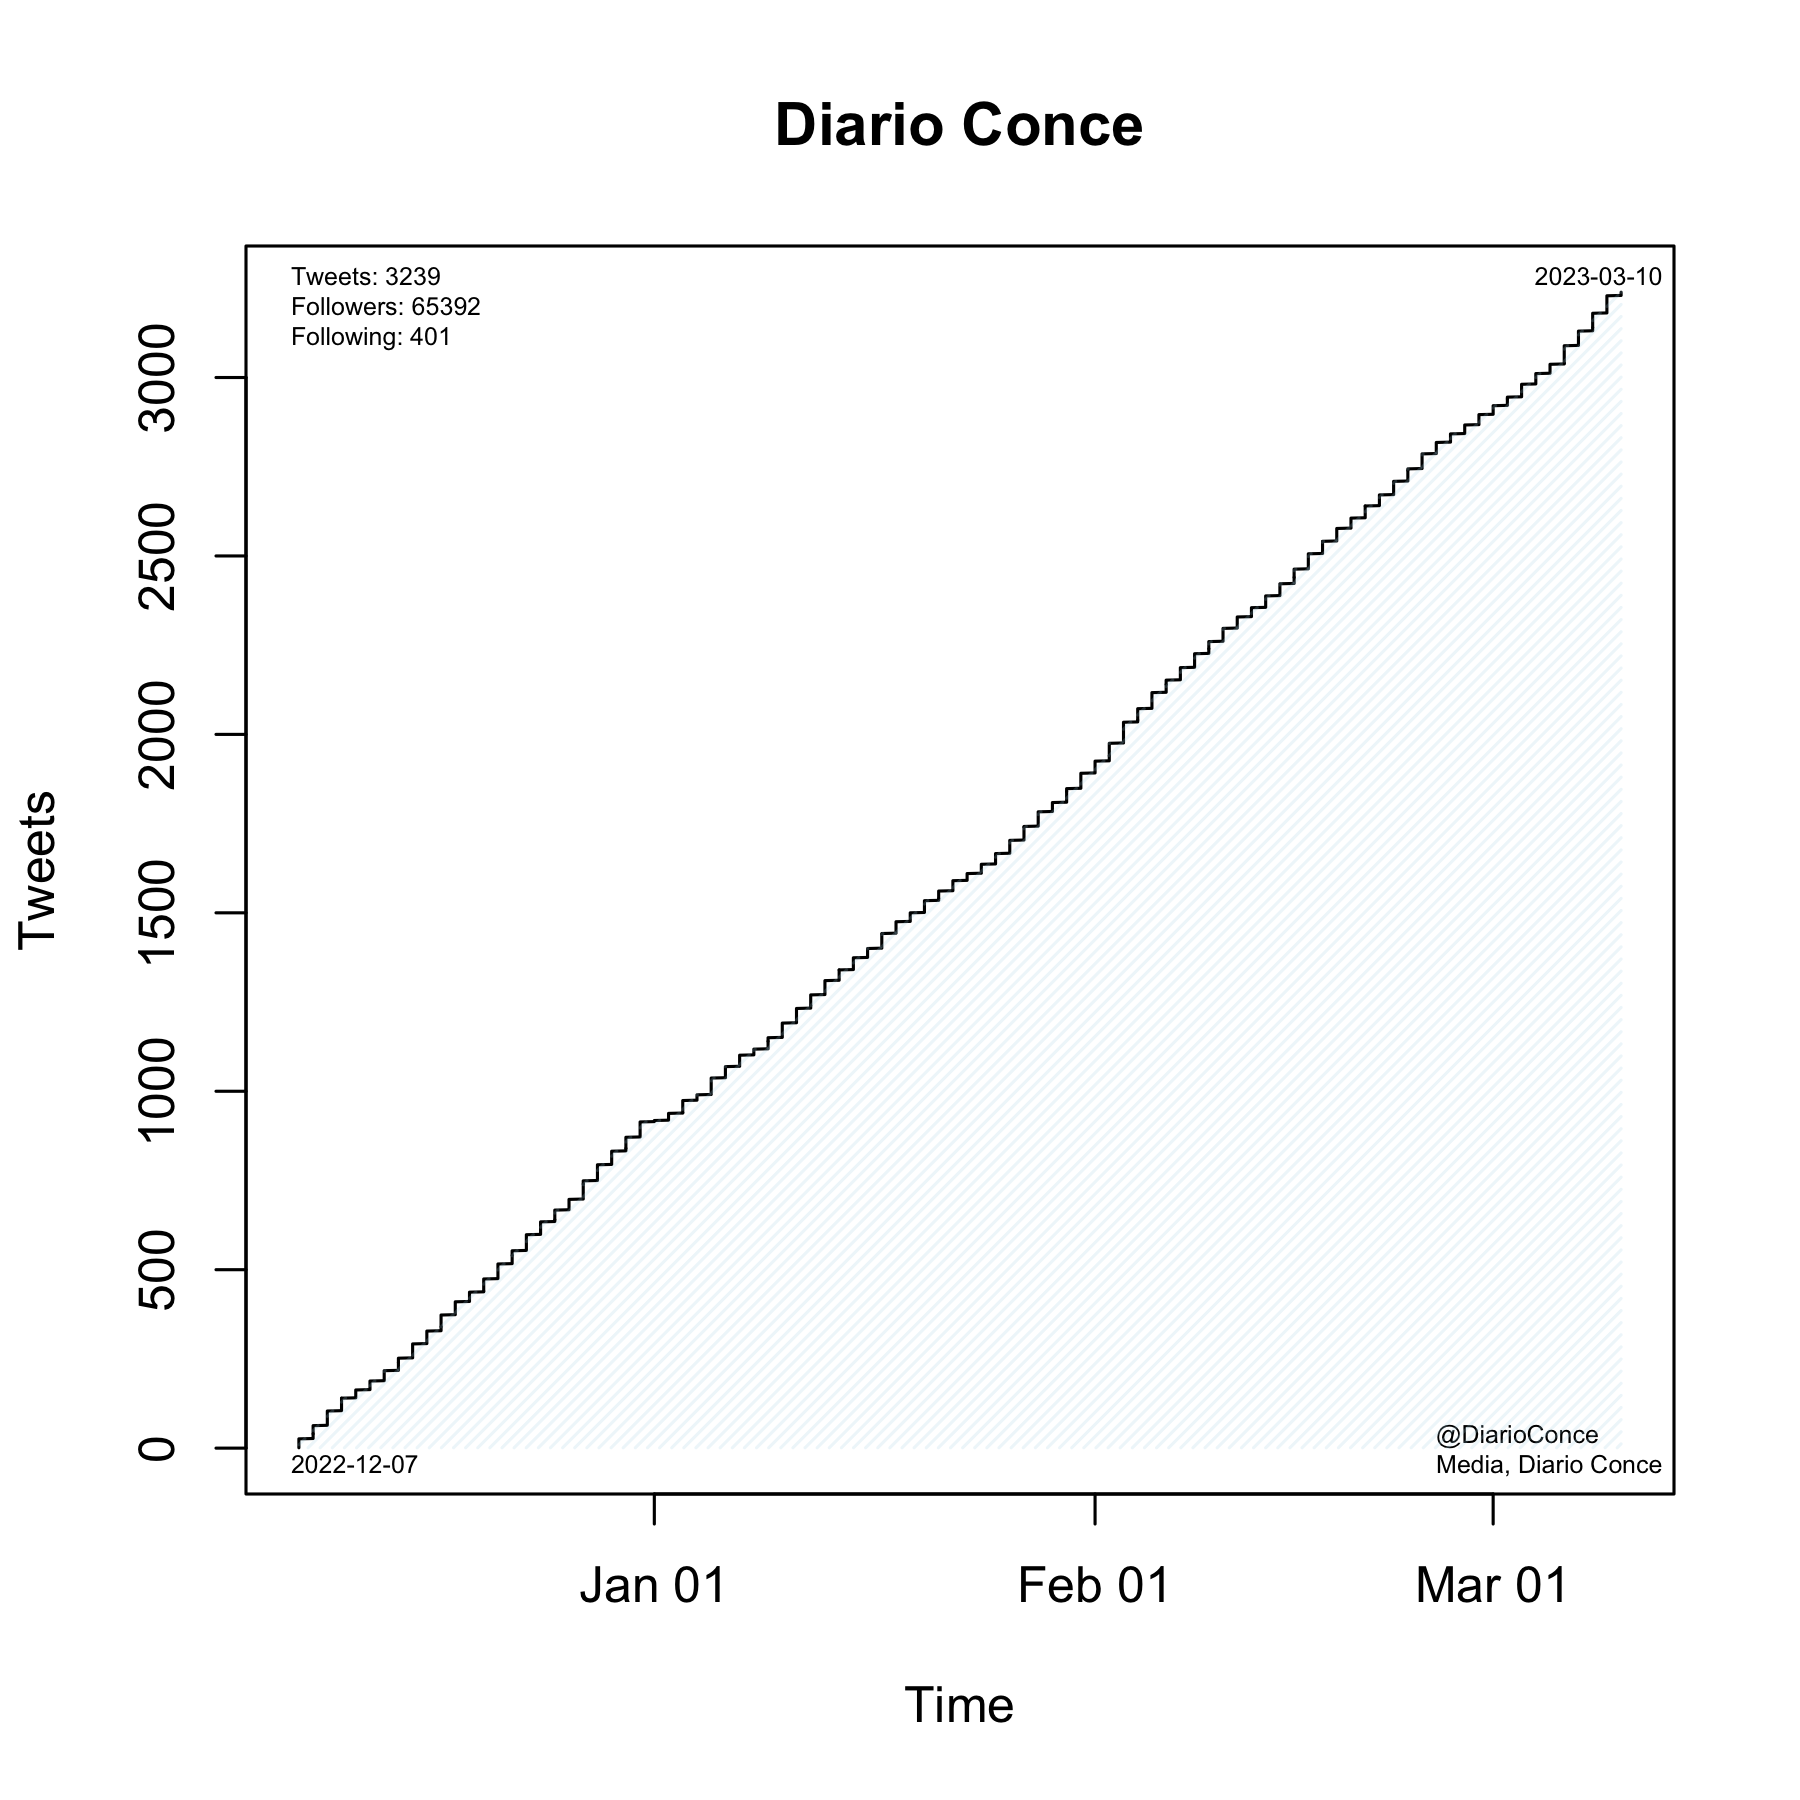 Diario Conce
Tweets: 3239
Followers: 65392
Following: 401
2023-03-10
3000
2500
2000
1500
1000
500
0
Tweets
2022-12-07
@DiarioConce
Media, Diario Conce
Jan 01
Feb 01
Mar 01
Time